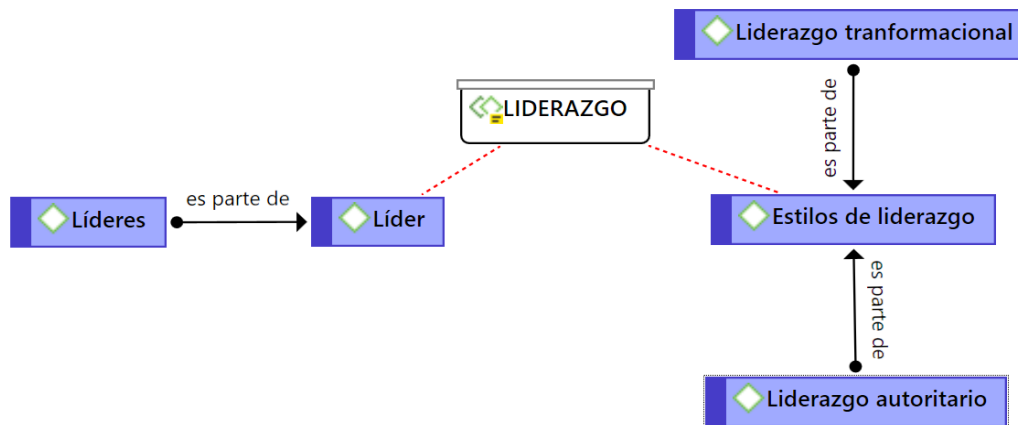 Liderazgo tranformacional
LIDERAZGO
es parte de
es parte de
Líderes
Líder
Estilos de liderazgo
es parte de
Liderazgo autoritario